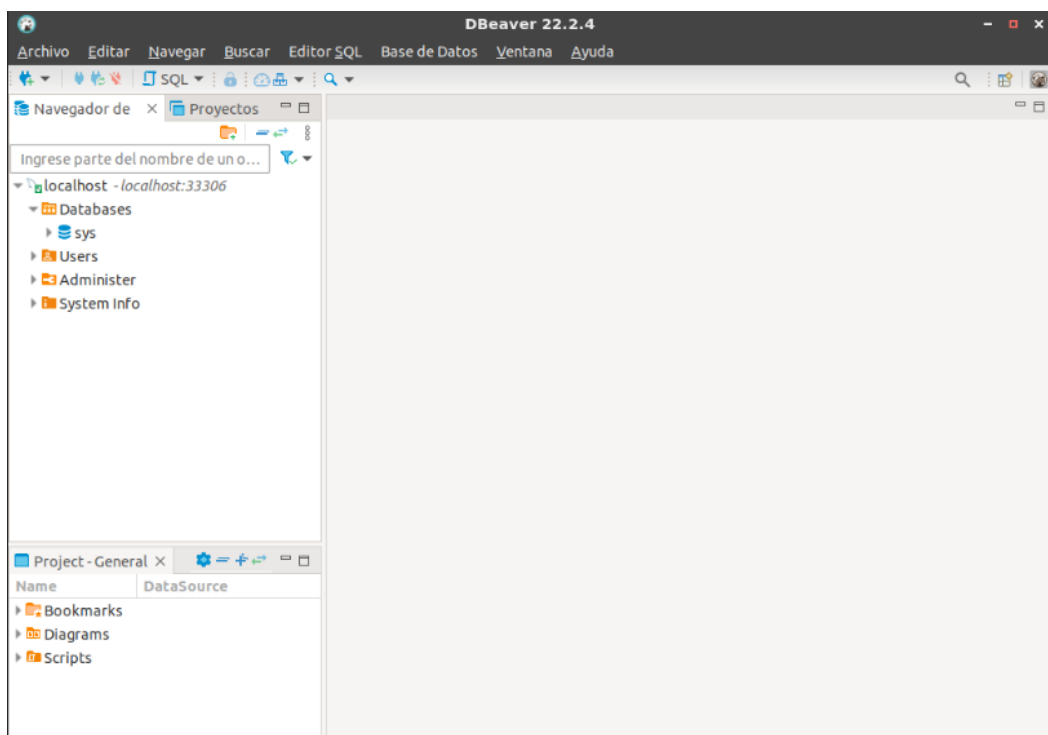 DBeaver 22.2.4
Archivo Editar Navegar Buscar Editor SQL Base de Datos Ventana Ayuda
SQL
Navegador de Proyectos
Ingrese parte del nombre de un o...
localhost - localhost:33306
Databases
sys
Users
Administer
System Info
Project - General
Name DataSource
Bookmarks
Diagrams
Scripts